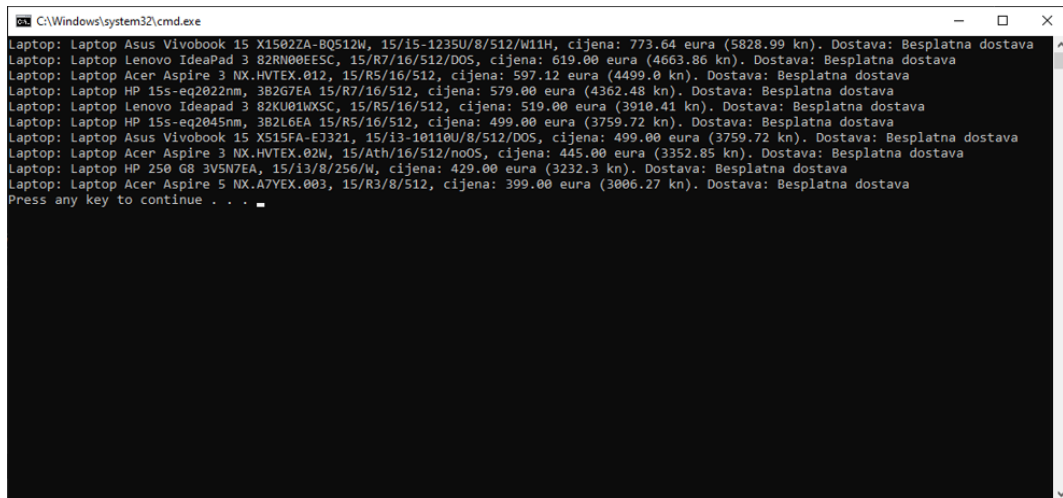 C:\Windows\system32\cmd.exe
Laptop: Laptop Asus Vivobook 15 X1502ZA-BQ512W, 15/i5-1235U/8/512/W11H, cijena: 773.64 eura (5828.99 kn). Dostava: Besplatna dostava
Laptop: Laptop Lenovo IdeaPad 3 82RN00EESC, 15/R7/16/512/DOS, cijena: 619.00 eura (4663.86 kn). Dostava: Besplatna dostava
Laptop: Laptop Acer Aspire 3 NX.HVTEX.012, 15/R5/16/512, cijena: 597.12 eura (4499.0 kn). Dostava: Besplatna dostava
Laptop: Laptop HP 15s-eq2022nm, 3B2G7EA 15/R7/16/512, cijena: 579.00 eura (4362.48 kn). Dostava: Besplatna dostava
Laptop: Laptop Lenovo Ideapad 3 82KU01WXSC, 15/R5/16/512, cijena: 519.00 eura (3910.41 kn). Dostava: Besplatna dostava
Laptop: Laptop HP 15s-eq2045nm, 3B2L6EA 15/R5/16/512, cijena: 499.00 eura (3759.72 kn). Dostava: Besplatna dostava
Laptop: Laptop Asus Vivobook 15 X515FA-EJ321, 15/i3-10110U/8/512/DOS, cijena: 499.00 eura (3759.72 kn). Dostava: Besplatna dostava
Laptop: Laptop Acer Aspire 3 NX.HVTEX.02W, 15/Ath/16/512/noOS, cijena: 445.00 eura (3352.85 kn). Dostava: Besplatna dostava
Laptop: Laptop HP 250 G8 3V5N7EA, 15/i3/8/256/W, cijena: 429.00 eura (3232.3 kn). Dostava: Besplatna dostava
Laptop: Laptop Acer Aspire 5 NX.A7YEX.003, 15/R3/8/512, cijena: 399.00 eura (3006.27 kn). Dostava: Besplatna dostava
Press any key to continue . . .